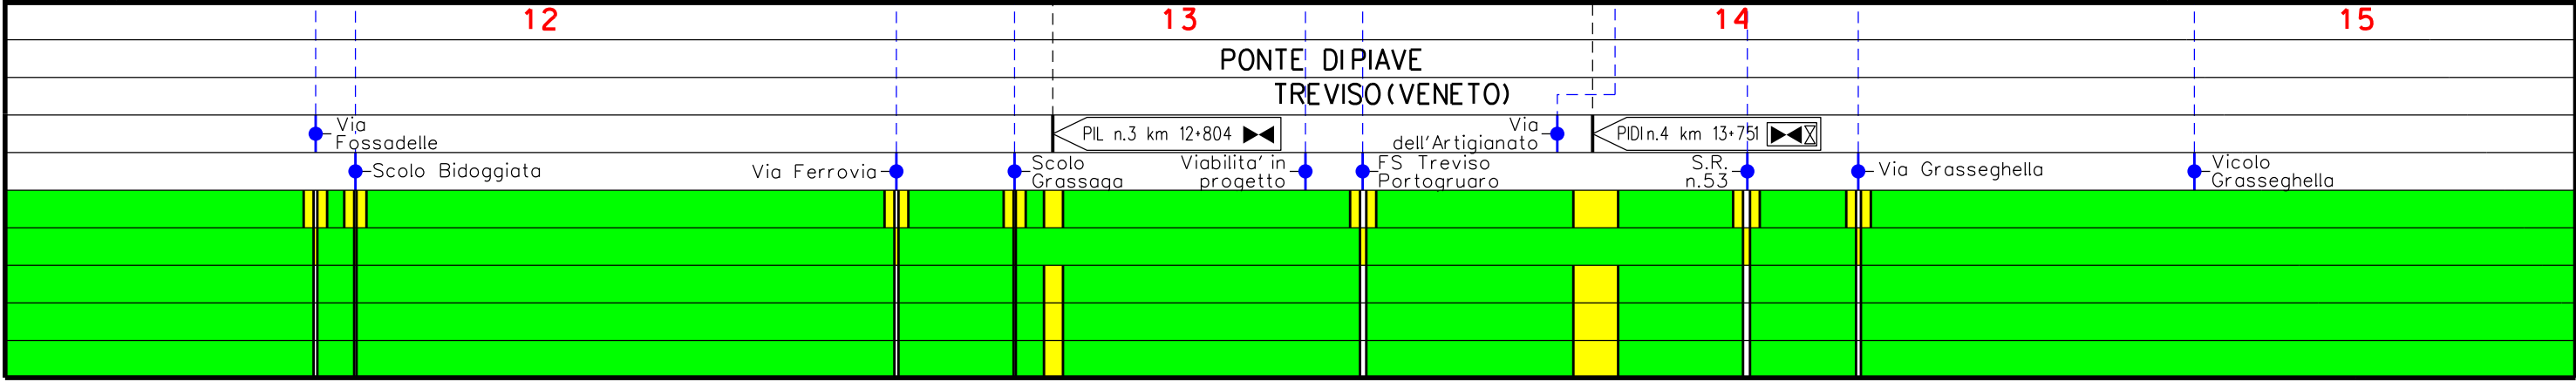 12 13 14 15
PONTE DI PIAVE
TREVISO (VENETO)
Via
Fossadelle
PIL n.3 km 12+804
Via
dell'Artigianato
PIDI n.4 km 13+751
Scolo Bidoggiata
Via Ferrovia
Scolo
Grassaga
Viabilita' in
progetto
FS Treviso
Portogruaro
S.R.
n.53
Via Grasseghella
Vicolo
Grasseghella